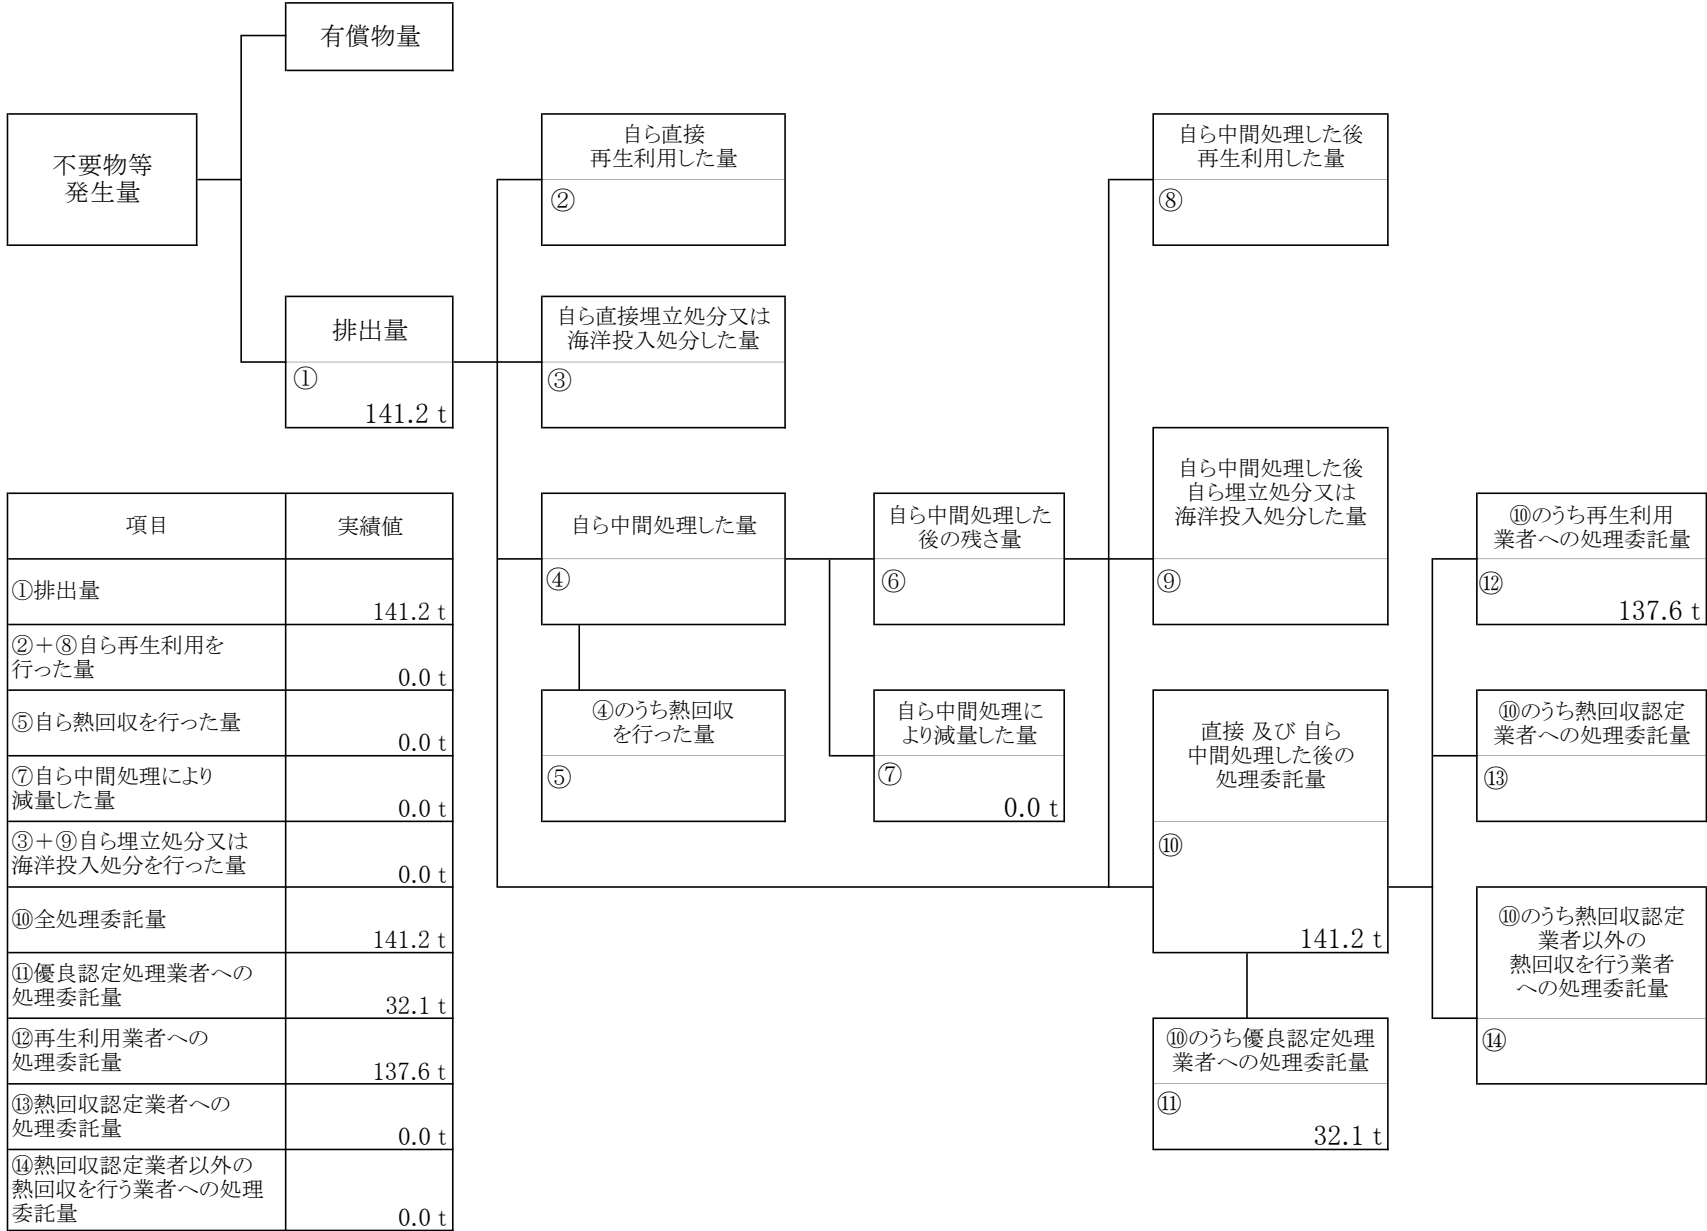 有償物量
不要物等
発生量
自ら直接
再生利用した量
②
自ら中間処理した後
再生利用した量
⑧
排出量
①
141.2 t
自ら直接埋立処分又は
海洋投入処分した量
③
自ら中間処理した量
④
自ら中間処理した
後の残さ量
⑥
自ら中間処理した後
自ら埋立処分又は
海洋投入処分した量
⑨
⑩のうち再生利用
業者への処理委託量
⑫
137.6 t
④のうち熱回収
を行った量
⑤
自ら中間処理に
より減量した量
⑦
0.0 t
直接 及び 自ら
中間処理した後の
処理委託量
⑩
141.2 t
⑩のうち熱回収認定
業者への処理委託量
⑬
⑩のうち熱回収認定
業者以外の
熱回収を行う業者
への処理委託量
⑭
⑩のうち優良認定処理
業者への処理委託量
⑪
32.1 t
項目 実績値
①排出量
141.2 t
②＋⑧自ら再生利用を
行った量
0.0 t
⑤自ら熱回収を行った量
0.0 t
⑦自ら中間処理により
減量した量
0.0 t
③＋⑨自ら埋立処分又は
海洋投入処分を行った量
0.0 t
⑩全処理委託量
141.2 t
⑪優良認定処理業者への
処理委託量
32.1 t
⑫再生利用業者への
処理委託量
137.6 t
⑬熱回収認定業者への
処理委託量
0.0 t
⑭熱回収認定業者以外の
熱回収を行う業者への処理
委託量
0.0 t